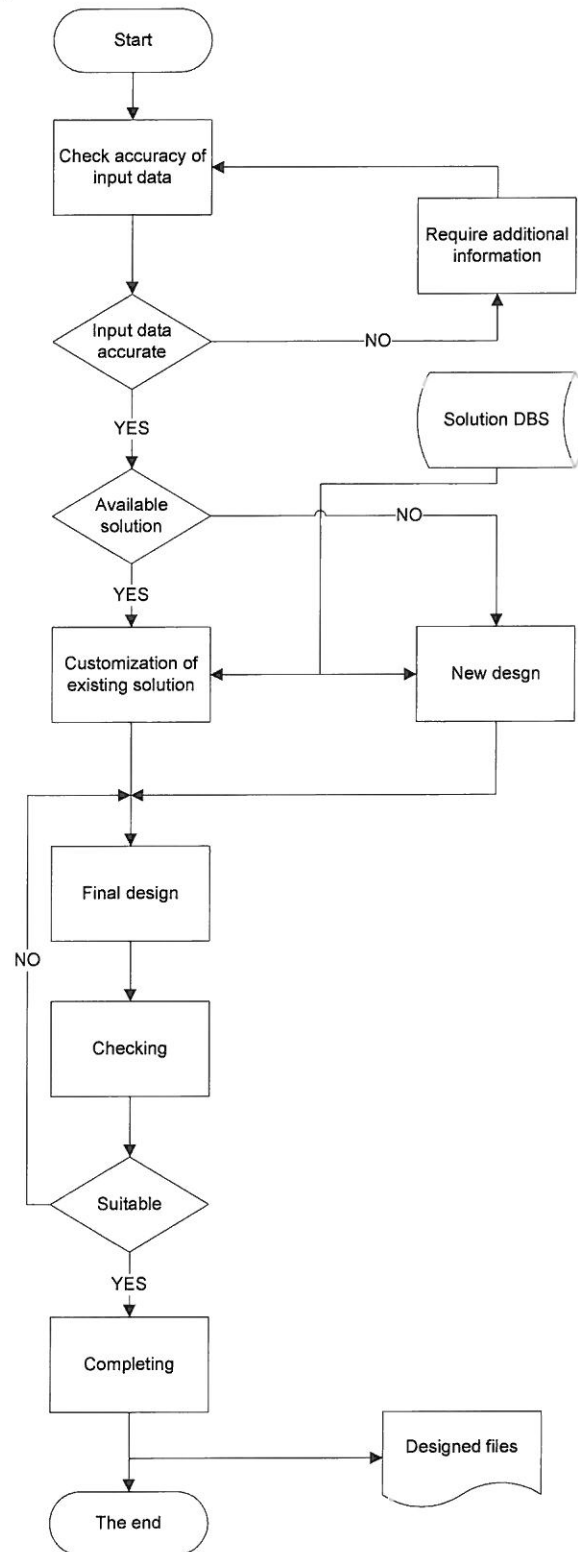 Start
Check accuracy of
input data
Require additional
information
Input data
accurate
NO
YES
Solution DBS
Available
solution
NO
YES
Customization of
existing solution
New desgn
Final design
NO
Checking
Suitable
YES
Completing
Designed files
The end